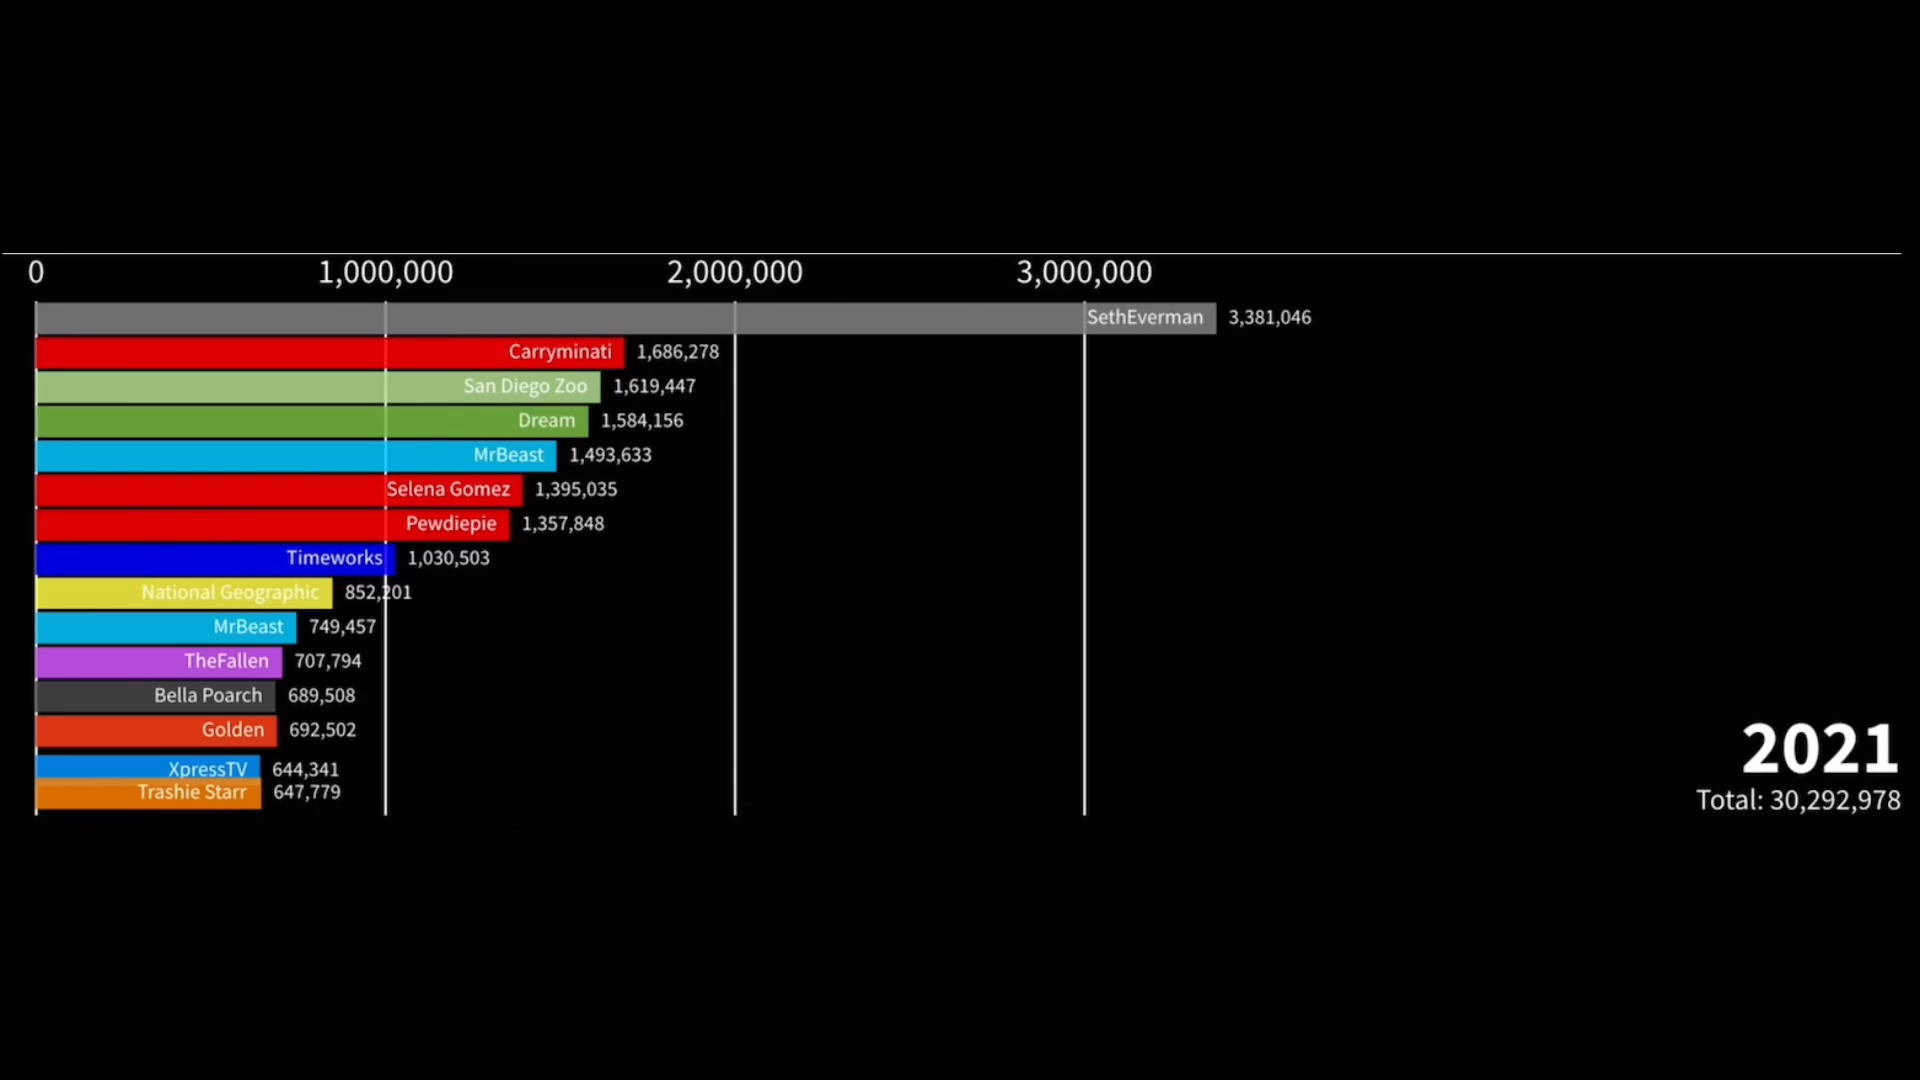 0 1,000,000 2,000,000 3,000,000
SethEverman 3,381,046
Carryminati 1,686,278
San Diego Zoo 1,619,447
Dream 1,584,156
MrBeast 1,493,633
Selena Gomez 1,395,035
Pewdiepie 1,357,848
Timeworks 1,030,503
National Geographic 852,201
MrBeast 749,457
TheFallen 707,794
Bella Poarch 689,508
Golden 692,502
XpressTV 644,341
Trashie Starr 647,779
2021
Total: 30,292,978